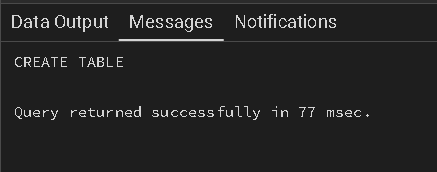 Data Output Messages Notifications
CREATE TABLE
Query returned successfully in 77 msec.